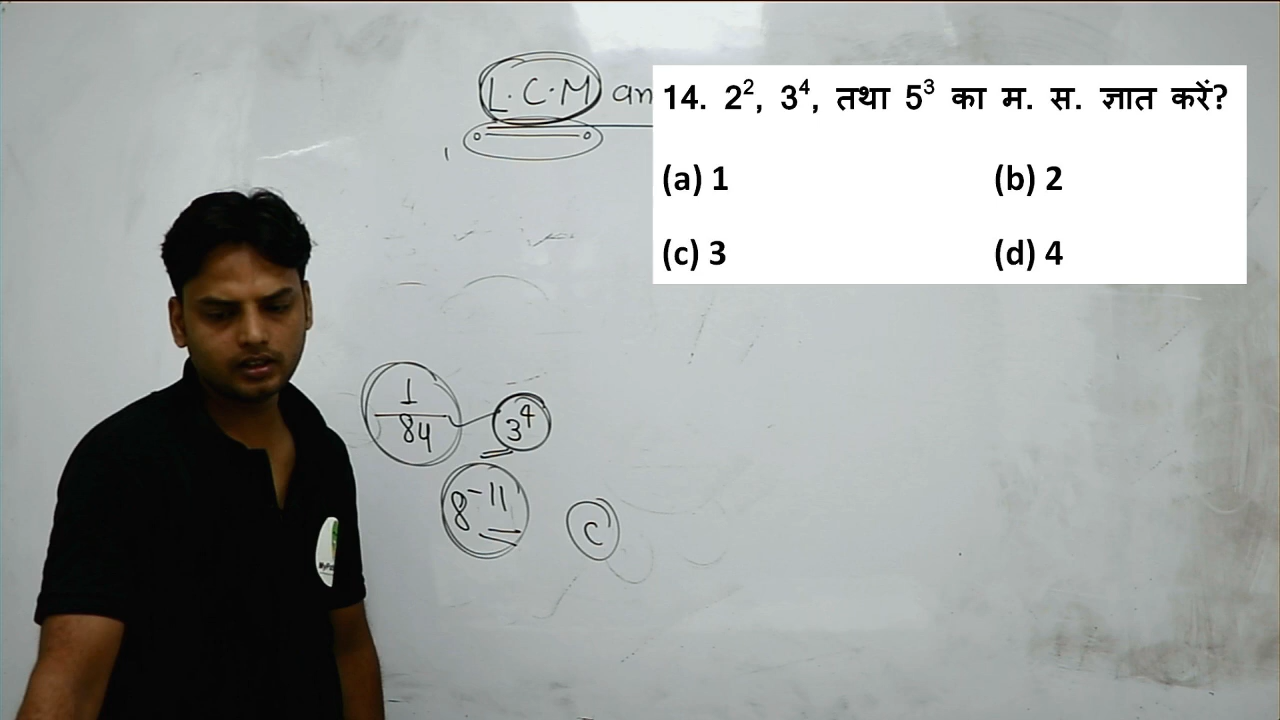 L.C.M an
14. 2², 3⁴, तथा 5³ का म. स. ज्ञात करें?
(a) 1 (b) 2
(c) 3 (d) 4
1/84 3⁴
8⁻¹¹ C